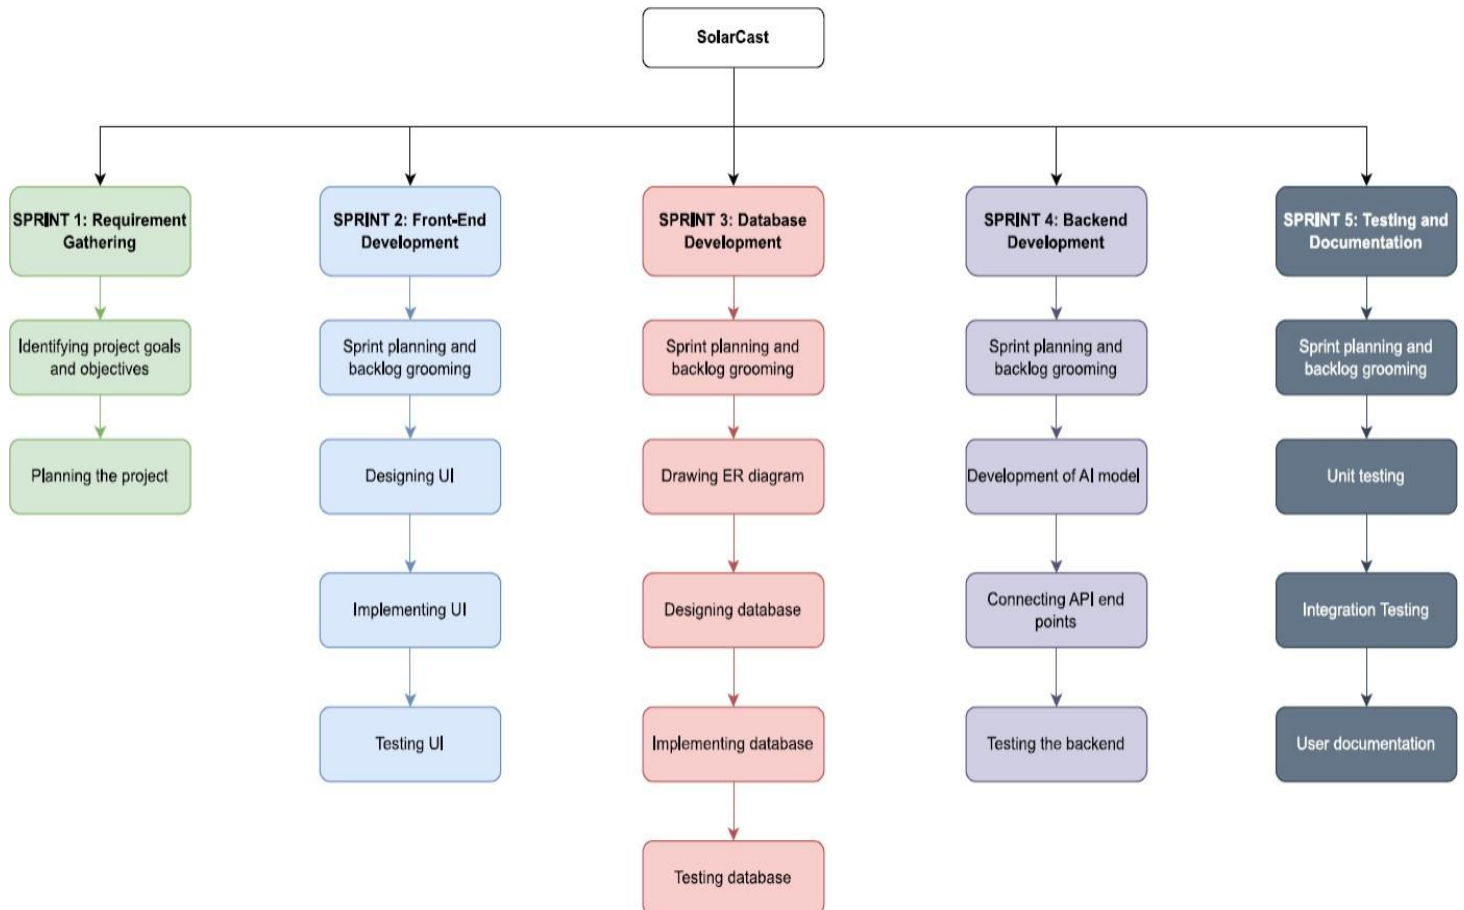 SolarCast
SPRINT 1: Requirement
Gathering
SPRINT 2: Front-End
Development
SPRINT 3: Database
Development
SPRINT 4: Backend
Development
SPRINT 5: Testing and
Documentation
Identifying project goals
and objectives
Sprint planning and
backlog grooming
Sprint planning and
backlog grooming
Sprint planning and
backlog grooming
Sprint planning and
backlog grooming
Planning the project
Designing UI
Drawing ER diagram
Development of AI model
Unit testing
Implementing UI
Designing database
Connecting API end
points
Integration Testing
Testing UI
Implementing database
Testing the backend
User documentation
Testing database